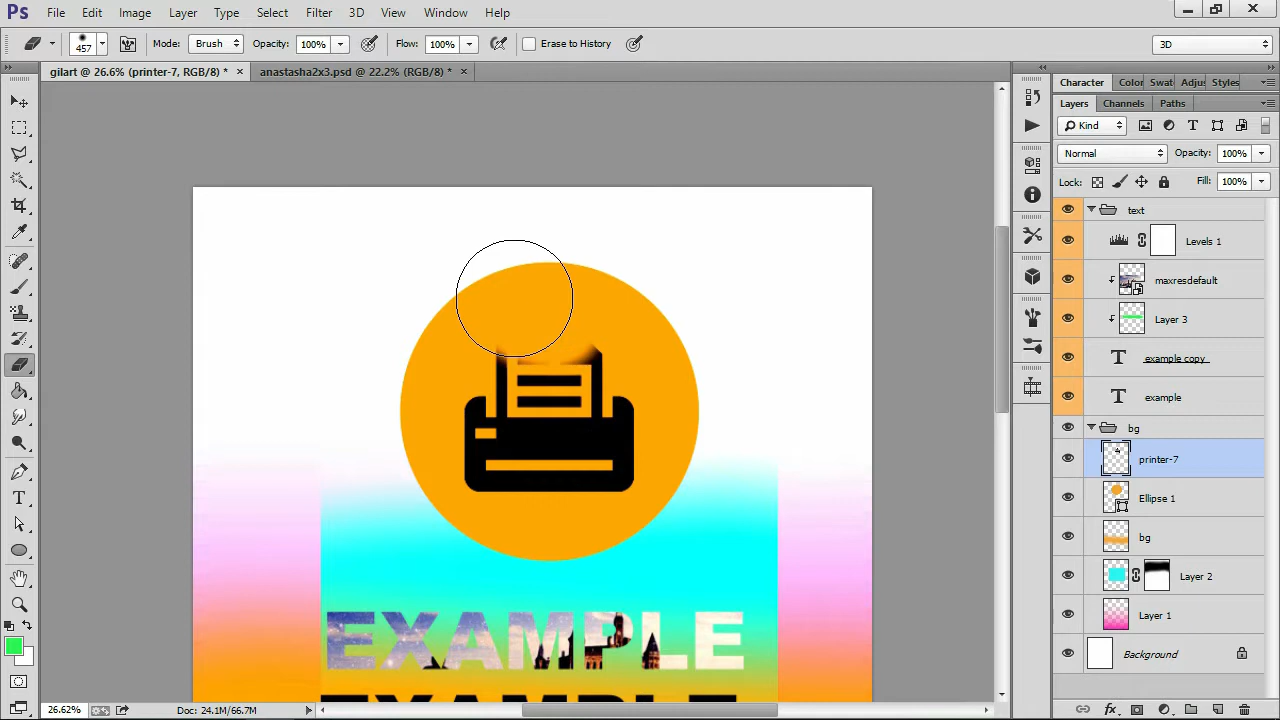 Ps File Edit Image Layer Type Select Filter 3D View Window Help
457 Mode: Brush Opacity: 100% Flow: 100% Erase to History 3D
gilart @ 26.6% (printer-7, RGB/8) * × anastasha2x3.psd @ 22.2% (RGB/8) * ×
Character Color Swat Adjus Styles
Layers Channels Paths
Kind
Normal Opacity: 100%
Lock: Fill: 100%
text
Levels 1
maxresdefault
Layer 3
example copy
example
bg
printer-7
Ellipse 1
bg
Layer 2
Layer 1
Background
EXAMPLE
EXAMPLE
26.62% Doc: 24.1M/66.7M